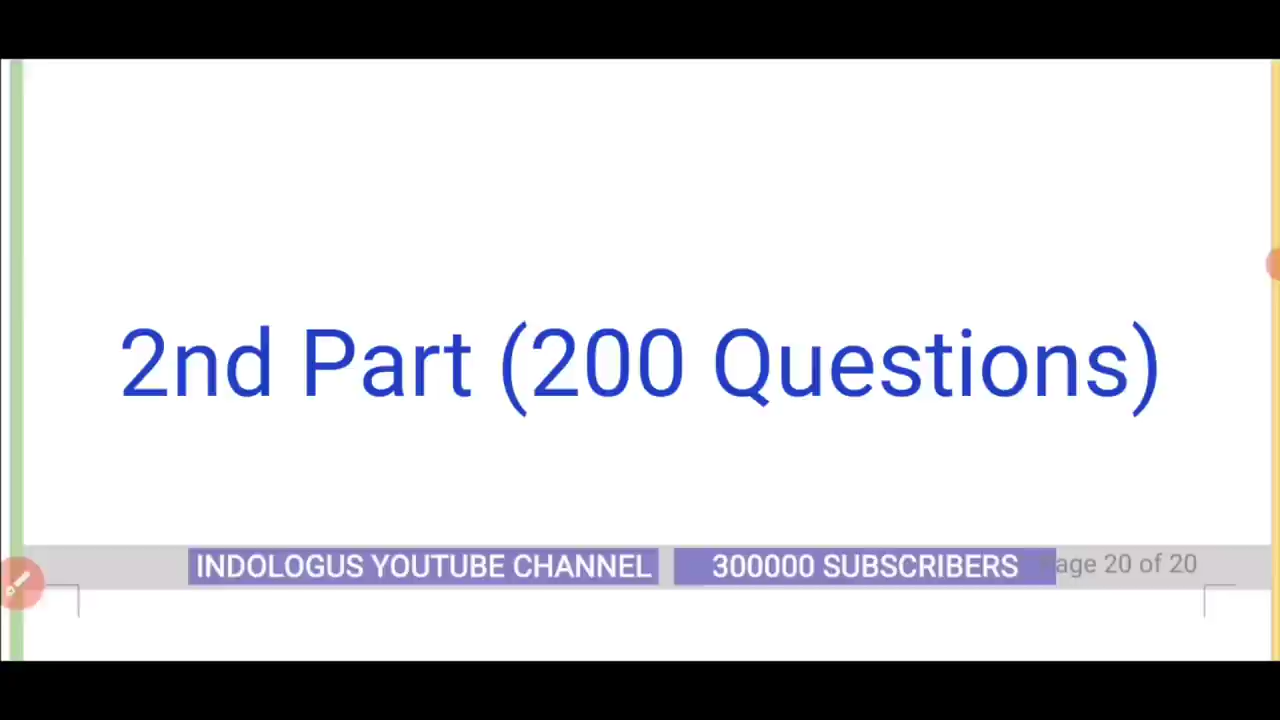 2nd Part (200 Questions)
INDOLOGUS YOUTUBE CHANNEL 300000 SUBSCRIBERS age 20 of 20